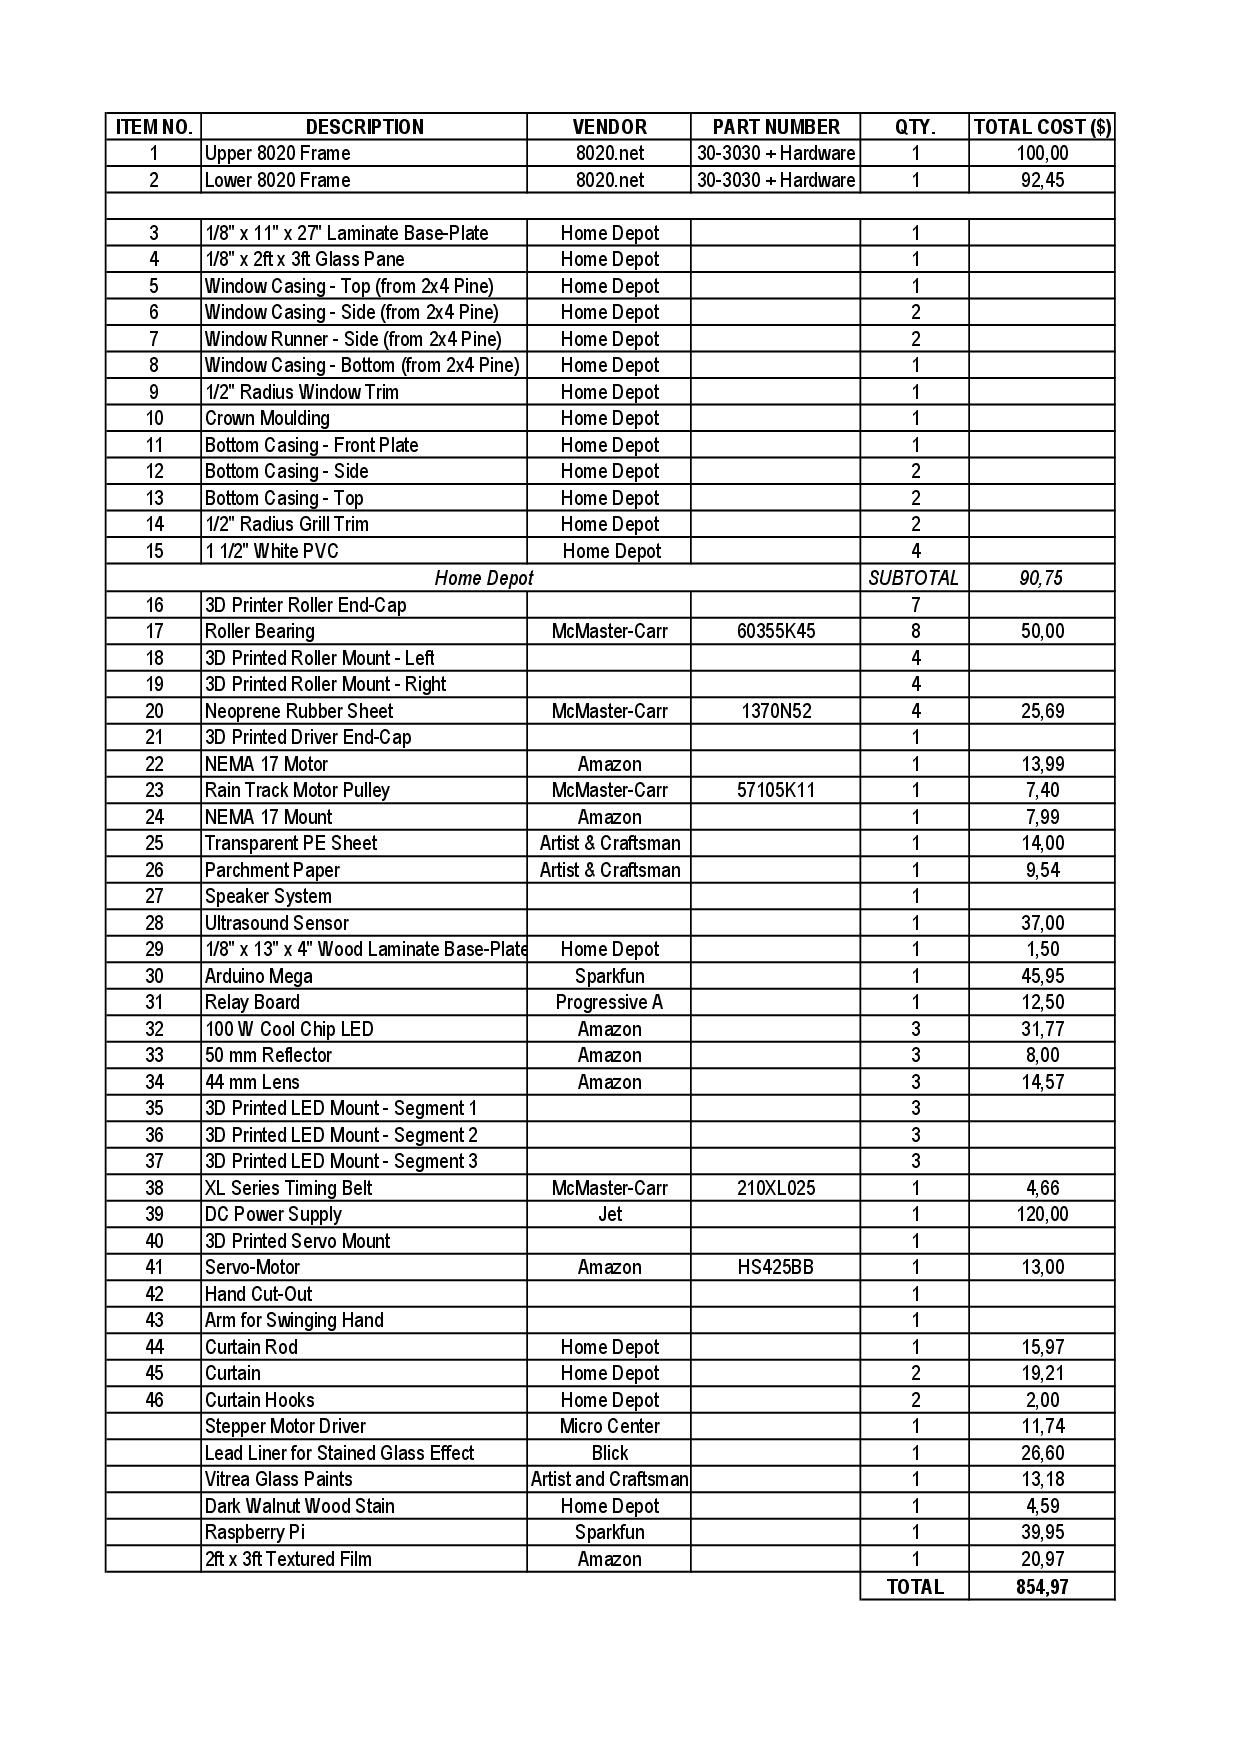 ITEM NO. DESCRIPTION VENDOR PART NUMBER QTY. TOTAL COST ($)
1 Upper 8020 Frame 8020.net 30-3030 + Hardware 1 100,00
2 Lower 8020 Frame 8020.net 30-3030 + Hardware 1 92,45
3 1/8" x 11" x 27" Laminate Base-Plate Home Depot 1
4 1/8" x 2ft x 3ft Glass Pane Home Depot 1
5 Window Casing - Top (from 2x4 Pine) Home Depot 1
6 Window Casing - Side (from 2x4 Pine) Home Depot 2
7 Window Runner - Side (from 2x4 Pine) Home Depot 2
8 Window Casing - Bottom (from 2x4 Pine) Home Depot 1
9 1/2" Radius Window Trim Home Depot 1
10 Crown Moulding Home Depot 1
11 Bottom Casing - Front Plate Home Depot 1
12 Bottom Casing - Side Home Depot 2
13 Bottom Casing - Top Home Depot 2
14 1/2" Radius Grill Trim Home Depot 2
15 1 1/2" White PVC Home Depot 4
Home Depot SUBTOTAL 90,75
16 3D Printer Roller End-Cap 7
17 Roller Bearing McMaster-Carr 60355K45 8 50,00
18 3D Printed Roller Mount - Left 4
19 3D Printed Roller Mount - Right 4
20 Neoprene Rubber Sheet McMaster-Carr 1370N52 4 25,69
21 3D Printed Driver End-Cap 1
22 NEMA 17 Motor Amazon 1 13,99
23 Rain Track Motor Pulley McMaster-Carr 57105K11 1 7,40
24 NEMA 17 Mount Amazon 1 7,99
25 Transparent PE Sheet Artist & Craftsman 1 14,00
26 Parchment Paper Artist & Craftsman 1 9,54
27 Speaker System 1
28 Ultrasound Sensor 1 37,00
29 1/8" x 13" x 4" Wood Laminate Base-Plate Home Depot 1 1,50
30 Arduino Mega Sparkfun 1 45,95
31 Relay Board Progressive A 1 12,50
32 100 W Cool Chip LED Amazon 3 31,77
33 50 mm Reflector Amazon 3 8,00
34 44 mm Lens Amazon 3 14,57
35 3D Printed LED Mount - Segment 1 3
36 3D Printed LED Mount - Segment 2 3
37 3D Printed LED Mount - Segment 3 3
38 XL Series Timing Belt McMaster-Carr 210XL025 1 4,66
39 DC Power Supply Jet 1 120,00
40 3D Printed Servo Mount 1
41 Servo-Motor Amazon HS425BB 1 13,00
42 Hand Cut-Out 1
43 Arm for Swinging Hand 1
44 Curtain Rod Home Depot 1 15,97
45 Curtain Home Depot 2 19,21
46 Curtain Hooks Home Depot 2 2,00
Stepper Motor Driver Micro Center 1 11,74
Lead Liner for Stained Glass Effect Blick 1 26,60
Vitrea Glass Paints Artist and Craftsman 1 13,18
Dark Walnut Wood Stain Home Depot 1 4,59
Raspberry Pi Sparkfun 1 39,95
2ft x 3ft Textured Film Amazon 1 20,97
TOTAL 854,97